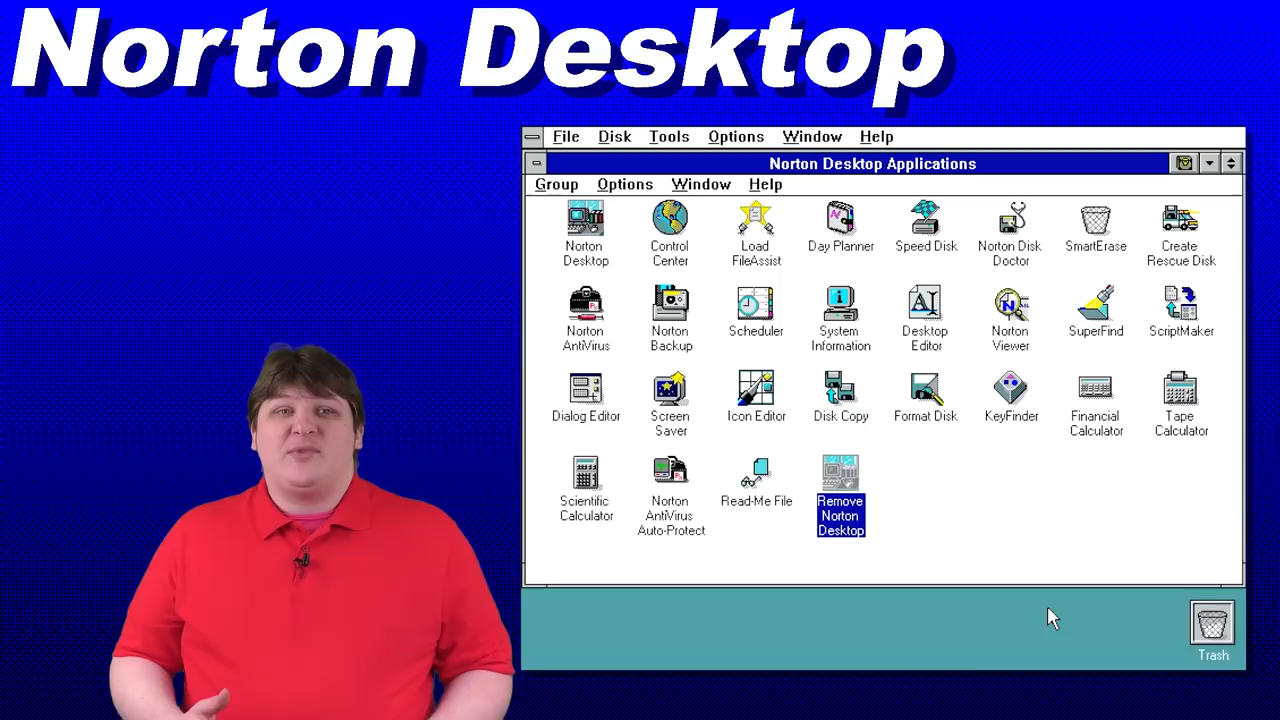 Norton Desktop
File Disk Tools Options Window Help
Norton Desktop Applications
Group Options Window Help
Norton Desktop
Control Center
Load FileAssist
Day Planner
Speed Disk
Norton Disk Doctor
SmartErase
Create Rescue Disk
Norton AntiVirus
Norton Backup
Scheduler
System Information
Desktop Editor
Norton Viewer
SuperFind
ScriptMaker
Dialog Editor
Screen Saver
Icon Editor
Disk Copy
Format Disk
KeyFinder
Financial Calculator
Tape Calculator
Scientific Calculator
Norton AntiVirus Auto-Protect
Read-Me File
Remove Norton Desktop
Trash